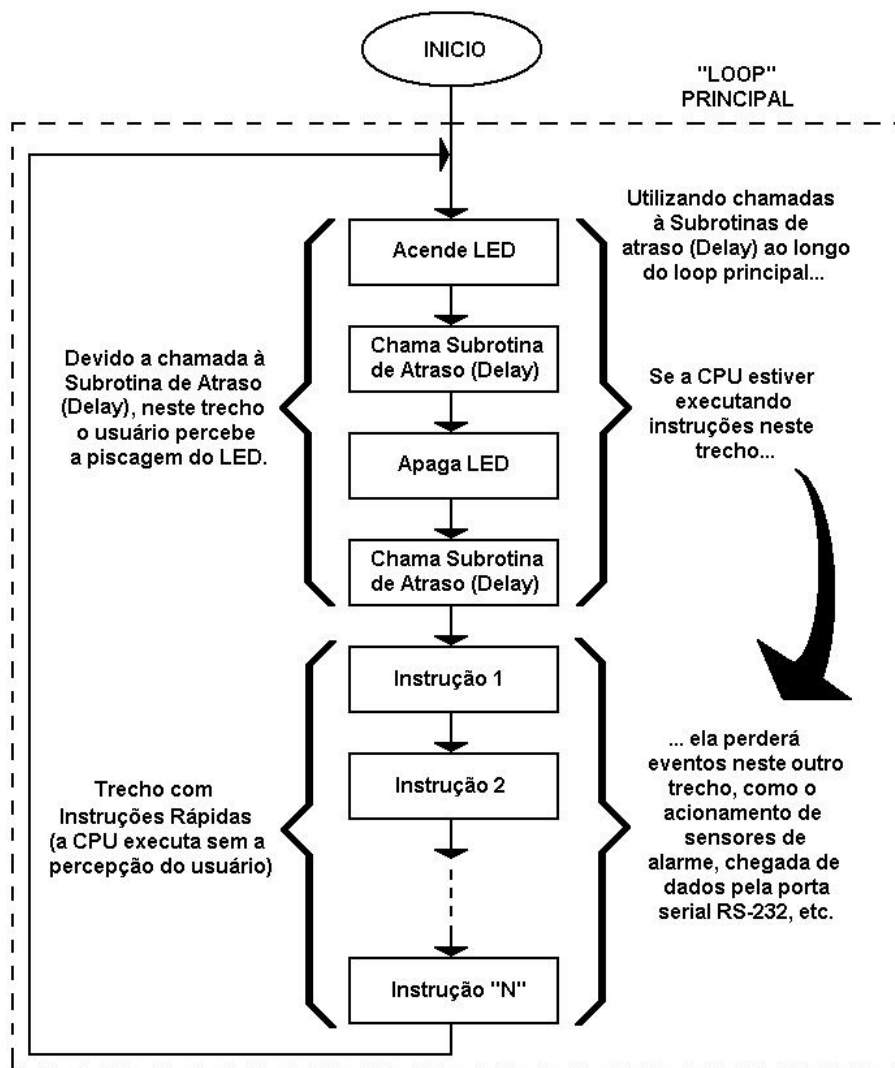 INICIO
"LOOP"
PRINCIPAL
Utilizando chamadas
à Subrotinas de
atraso (Delay) ao longo
do loop principal...
Acende LED
Chama Subrotina
de Atraso (Delay)
Devido a chamada à
Subrotina de Atraso
(Delay), neste trecho
o usuário percebe
a piscagem do LED.
Se a CPU estiver
executando
instruções neste
trecho...
Apaga LED
Chama Subrotina
de Atraso (Delay)
Instrução 1
Instrução 2
... ela perderá
eventos neste outro
trecho, como o
acionamento de
sensores de
alarme, chegada de
dados pela porta
serial RS-232, etc.
Trecho com
Instruções Rápidas
(a CPU executa sem a
percepção do usuário)
Instrução "N"